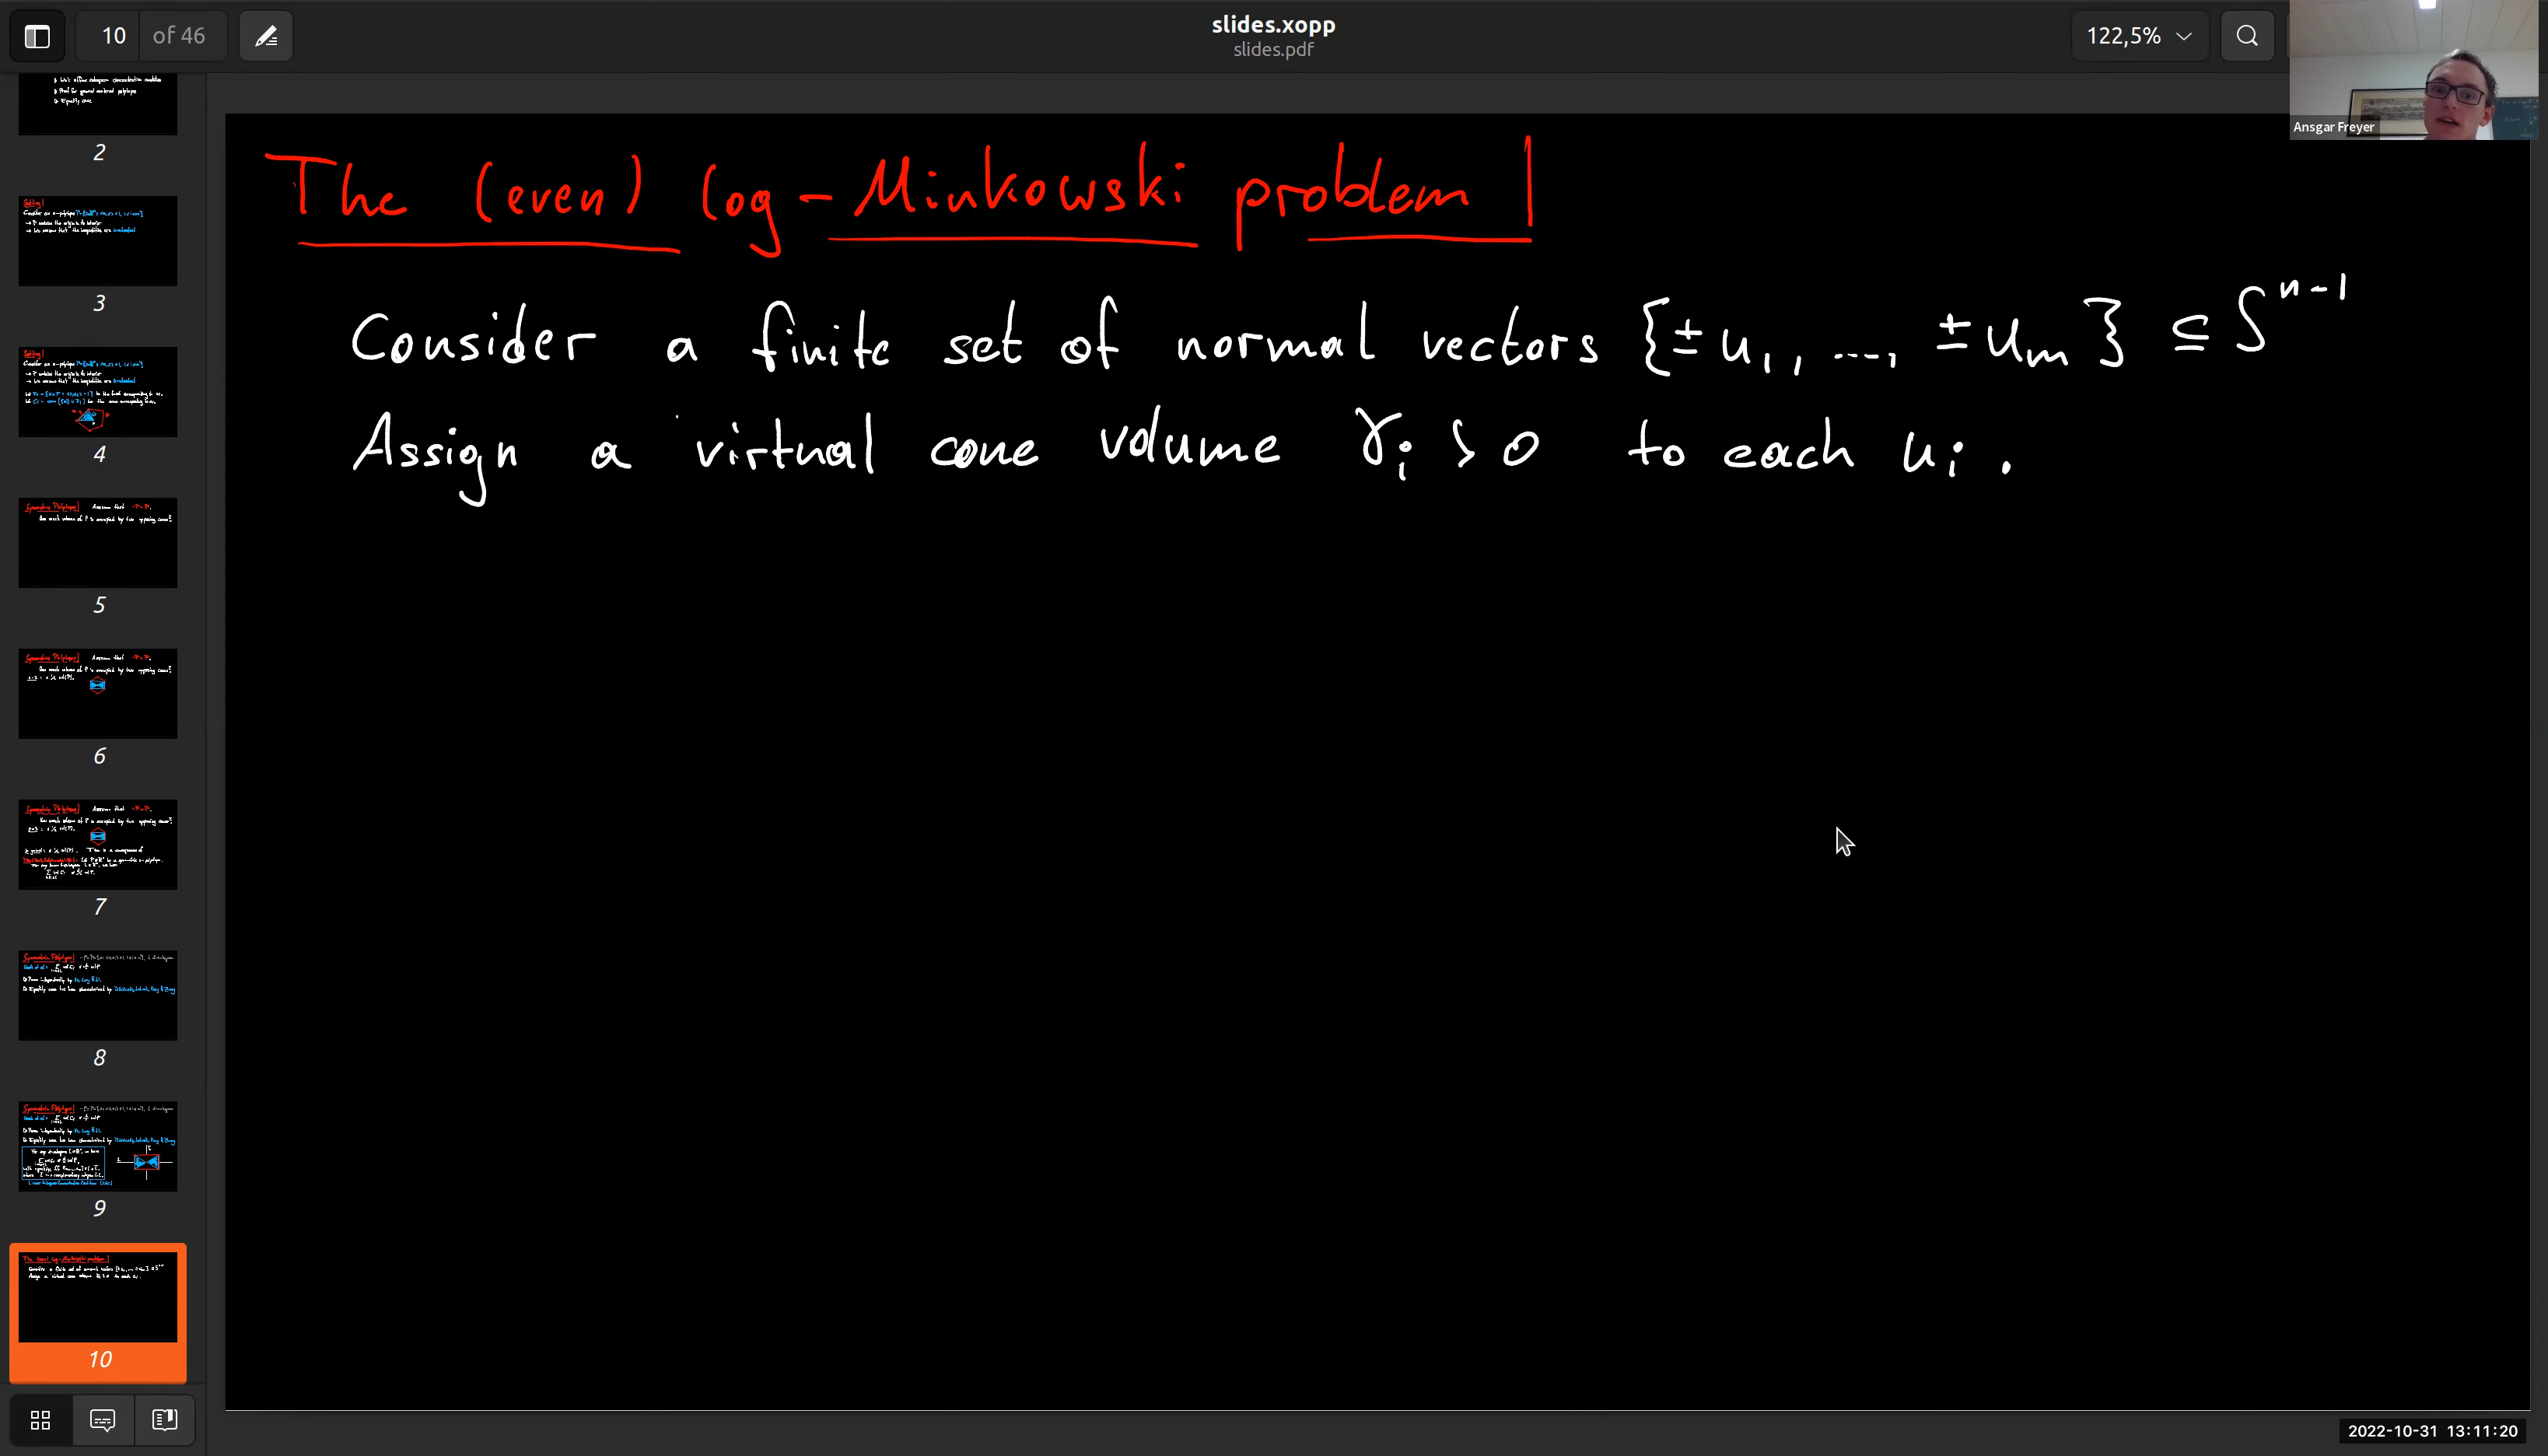 10 of 46
slides.xopp
slides.pdf
122,5%
Ansgar Freyer
2
3
4
5
6
7
8
9
10
The (even) log-Minkowski problem
Consider a finite set of normal vectors {±u₁, ..., ±uₘ} ⊆ Sⁿ⁻¹
Assign a virtual cone volume γᵢ > 0 to each uᵢ.
2022-10-31 13:11:20